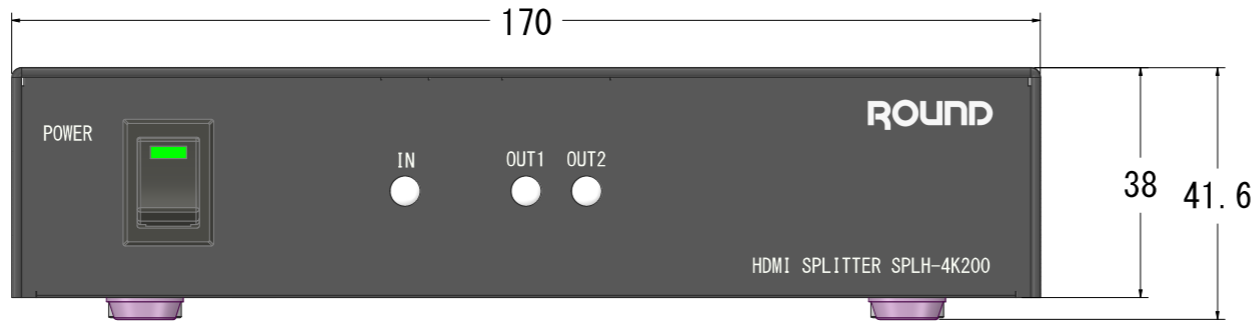 170
ROUND
POWER
IN
OUT1 OUT2
38
41.6
HDMI SPLITTER SPLH-4K200